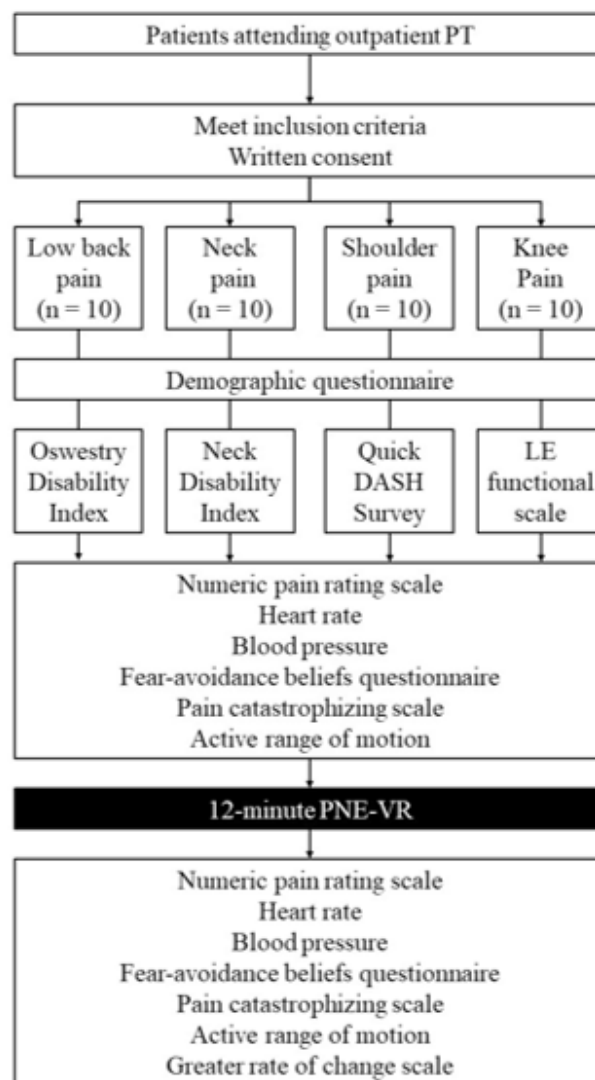 Patients attending outpatient PT
Meet inclusion criteria
Written consent
Low back
pain
(n = 10)
Neck
pain
(n = 10)
Shoulder
pain
(n = 10)
Knee
Pain
(n = 10)
Demographic questionnaire
Oswestry
Disability
Index
Neck
Disability
Index
Quick
DASH
Survey
LE
functional
scale
Numeric pain rating scale
Heart rate
Blood pressure
Fear-avoidance beliefs questionnaire
Pain catastrophizing scale
Active range of motion
12-minute PNE-VR
Numeric pain rating scale
Heart rate
Blood pressure
Fear-avoidance beliefs questionnaire
Pain catastrophizing scale
Active range of motion
Greater rate of change scale